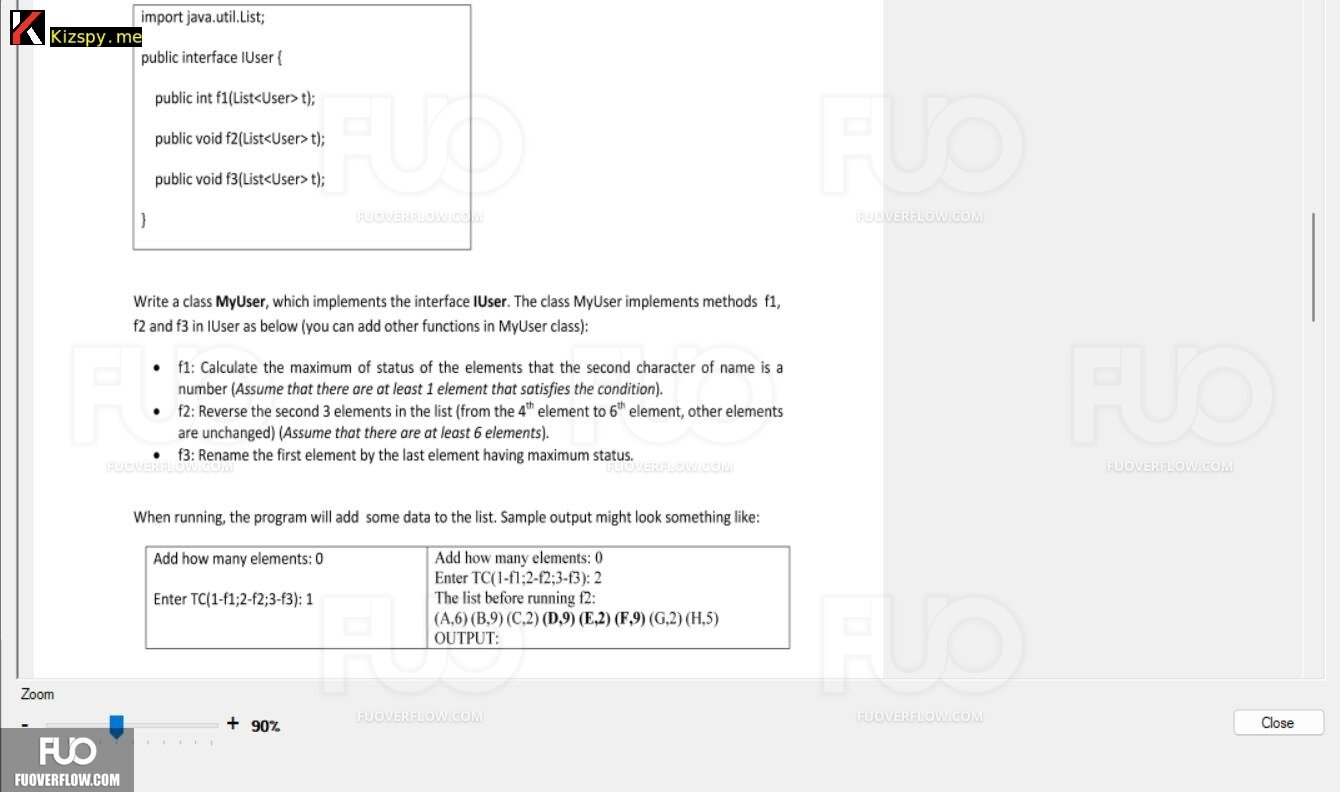 Kizspy.me
import java.util.List;
public interface IUser {
public int f1(List<User> t);
public void f2(List<User> t);
public void f3(List<User> t);
}
Write a class MyUser, which implements the interface IUser. The class MyUser implements methods f1,
f2 and f3 in IUser as below (you can add other functions in MyUser class):
• f1: Calculate the maximum of status of the elements that the second character of name is a
number (Assume that there are at least 1 element that satisfies the condition).
• f2: Reverse the second 3 elements in the list (from the 4th element to 6th element, other elements
are unchanged) (Assume that there are at least 6 elements).
• f3: Rename the first element by the last element having maximum status.
When running, the program will add some data to the list. Sample output might look something like:
Add how many elements: 0
Enter TC(1-f1;2-f2;3-f3): 1
Add how many elements: 0
Enter TC(1-f1;2-f2;3-f3): 2
The list before running f2:
(A,6) (B,9) (C,2) (D,9) (E,2) (F,9) (G,2) (H,5)
OUTPUT:
FUO
FUOVERFLOW.COM
FUO
FUOVERFLOW.COM
FUO
FUOVERFLOW.COM
FUO
FUOVERFLOW.COM
FUO
FUOVERFLOW.COM
FUO
FUOVERFLOW.COM
FUO
FUOVERFLOW.COM
Zoom
- + 90%
Close
FUO
FUOVERFLOW.COM